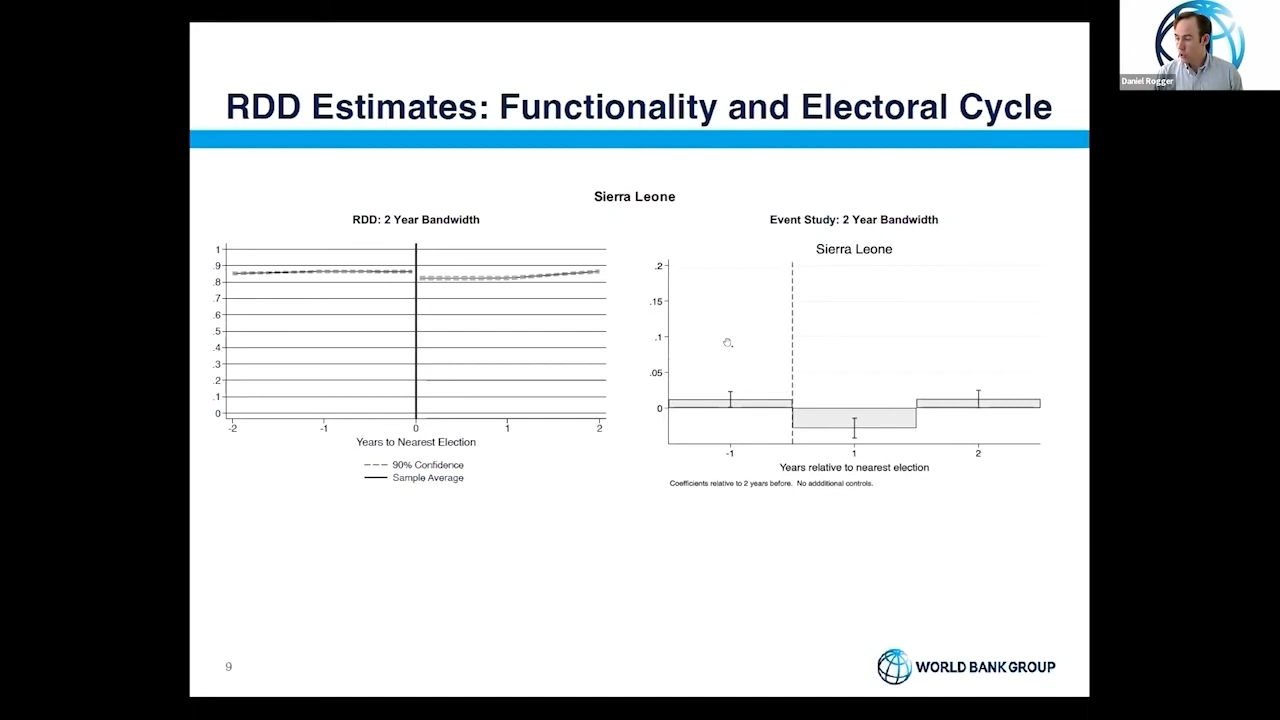 Daniel Rogger
RDD Estimates: Functionality and Electoral Cycle
Sierra Leone
RDD: 2 Year Bandwidth
1
.9
.8
.7
.6
.5
.4
.3
.2
.1
0
-2 -1 0 1 2
Years to Nearest Election
90% Confidence
Sample Average
Event Study: 2 Year Bandwidth
Sierra Leone
.2
.15
.1
.05
0
-1 1 2
Years relative to nearest election
Coefficients relative to 2 years before. No addditional controls.
9
WORLD BANK GROUP